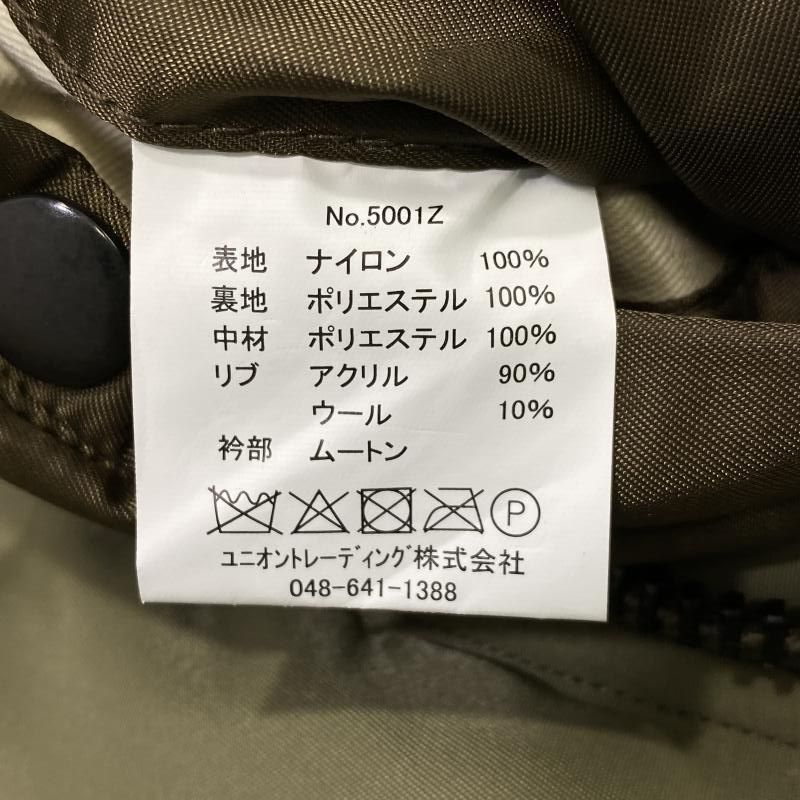 No.5001Z
表地 ナイロン 100%
裏地 ポリエステル 100%
中材 ポリエステル 100%
リブ アクリル 90%
ウール 10%
衿部 ムートン
P
ユニオントレーディング株式会社
048-641-1388